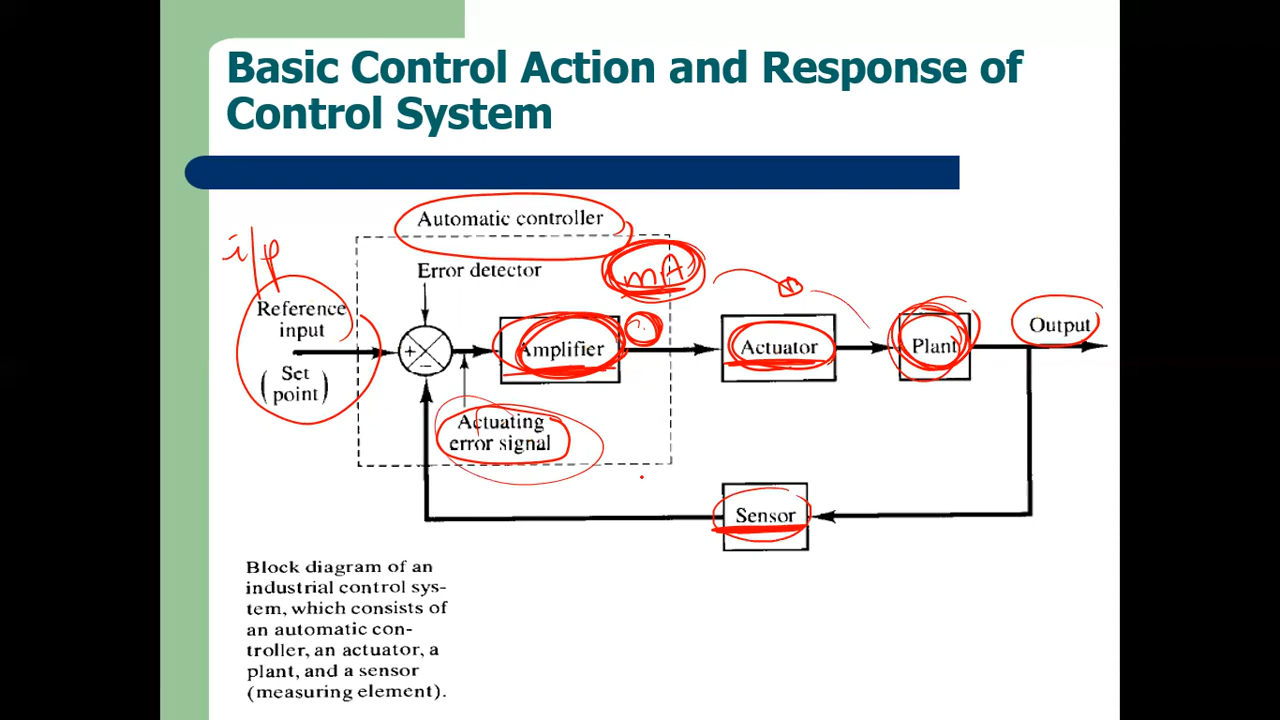 Basic Control Action and Response of
Control System
Automatic controller
i/p
mA
Error detector
Reference
input
Set
(point)
+
−
Amplifier
Actuator
Plant
Output
Actuating
error signal
Sensor
Block diagram of an
industrial control sys-
tem, which consists of
an automatic con-
troller, an actuator, a
plant, and a sensor
(measuring element).